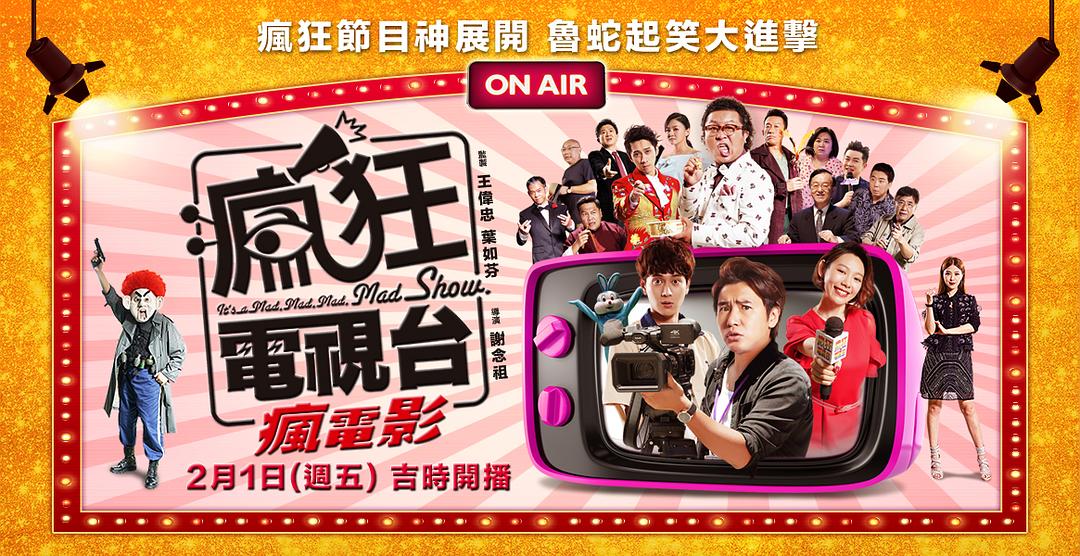 瘋狂節目神展開 魯蛇起笑大進擊
ON AIR
瘋狂
It's a Mad, Mad, Mad, Mad Show.
電視台
瘋電影
監製 王偉忠 葉如芬
導演 謝念祖
2月1日(週五) 吉時開播
4K